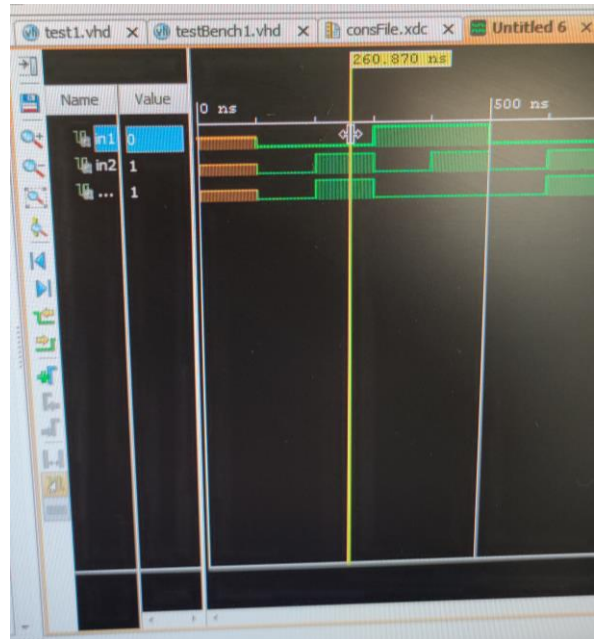 test1.vhd testBench1.vhd consFile.xdc Untitled 6
260.870 ns
Name Value 0 ns 500 ns
in1 0
in2 1
... 1